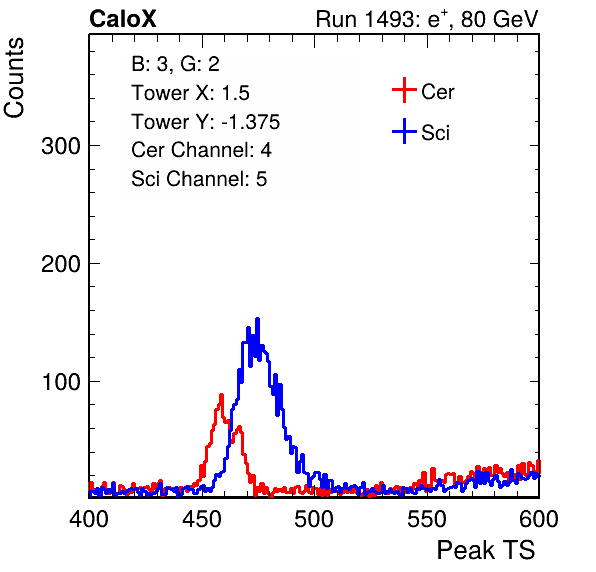 CaloX
Run 1493: e+, 80 GeV
Counts
B: 3, G: 2
Tower X: 1.5
Tower Y: -1.375
Cer Channel: 4
Sci Channel: 5
Cer
Sci
300
200
100
400 450 500 550 600
Peak TS